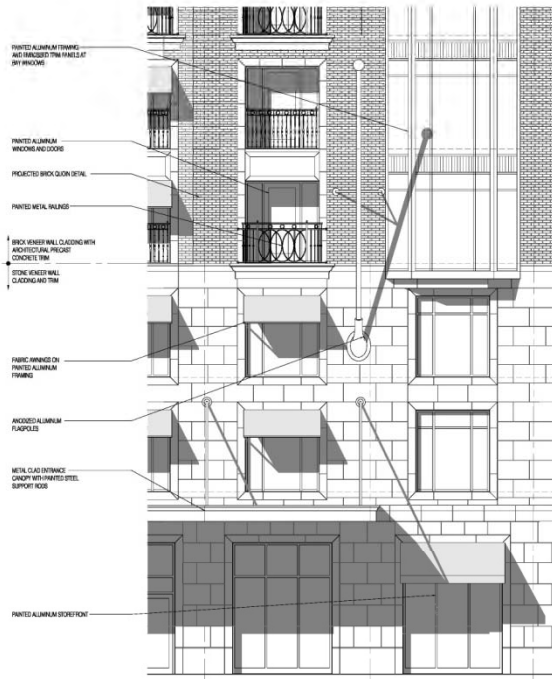 PAINTED ALUMINUM FRAMING
AND EMBOSSED TRIM PANELS AT
BAY WINDOWS
PAINTED ALUMINUM
WINDOWS AND DOORS
PROJECTED BRICK QUOIN DETAIL
PAINTED METAL RAILINGS
BRICK VENEER WALL CLADDING WITH
ARCHITECTURAL PRECAST
CONCRETE TRIM
STONE VENEER WALL
CLADDING AND TRIM
FABRIC AWNINGS ON
PAINTED ALUMINUM
FRAMING
ANODIZED ALUMINUM
FLAGPOLES
METAL CLAD ENTRANCE
CANOPY WITH PAINTED STEEL
SUPPORT RODS
PAINTED ALUMINUM STOREFRONT